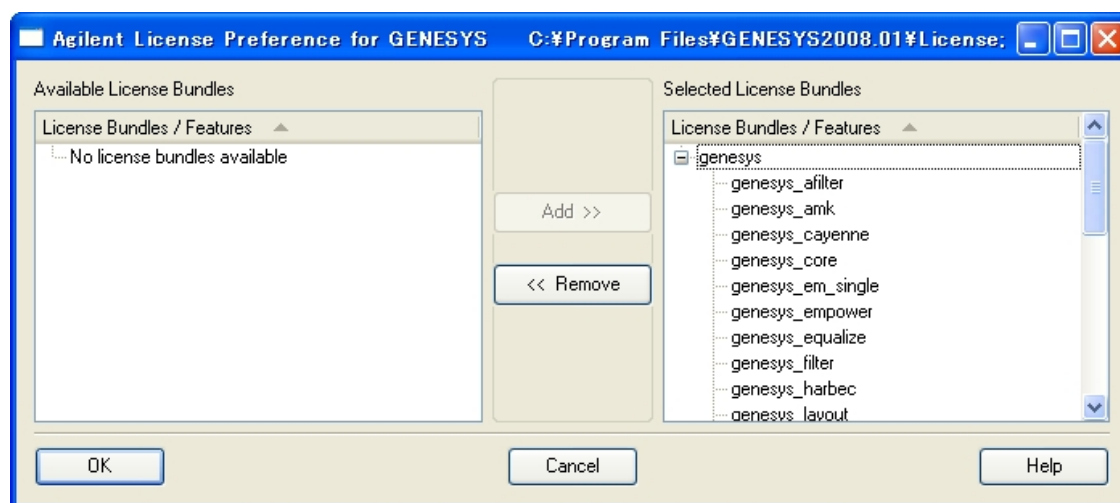 Agilent License Preference for GENESYS C:¥Program Files¥GENESYS2008.01¥License;
Available License Bundles
License Bundles / Features
No license bundles available
Add >>
<< Remove
Selected License Bundles
License Bundles / Features
genesys
genesys_afilter
genesys_amk
genesys_cayenne
genesys_core
genesys_em_single
genesys_empower
genesys_equalize
genesys_filter
genesys_harbec
genesys_layout
OK
Cancel
Help